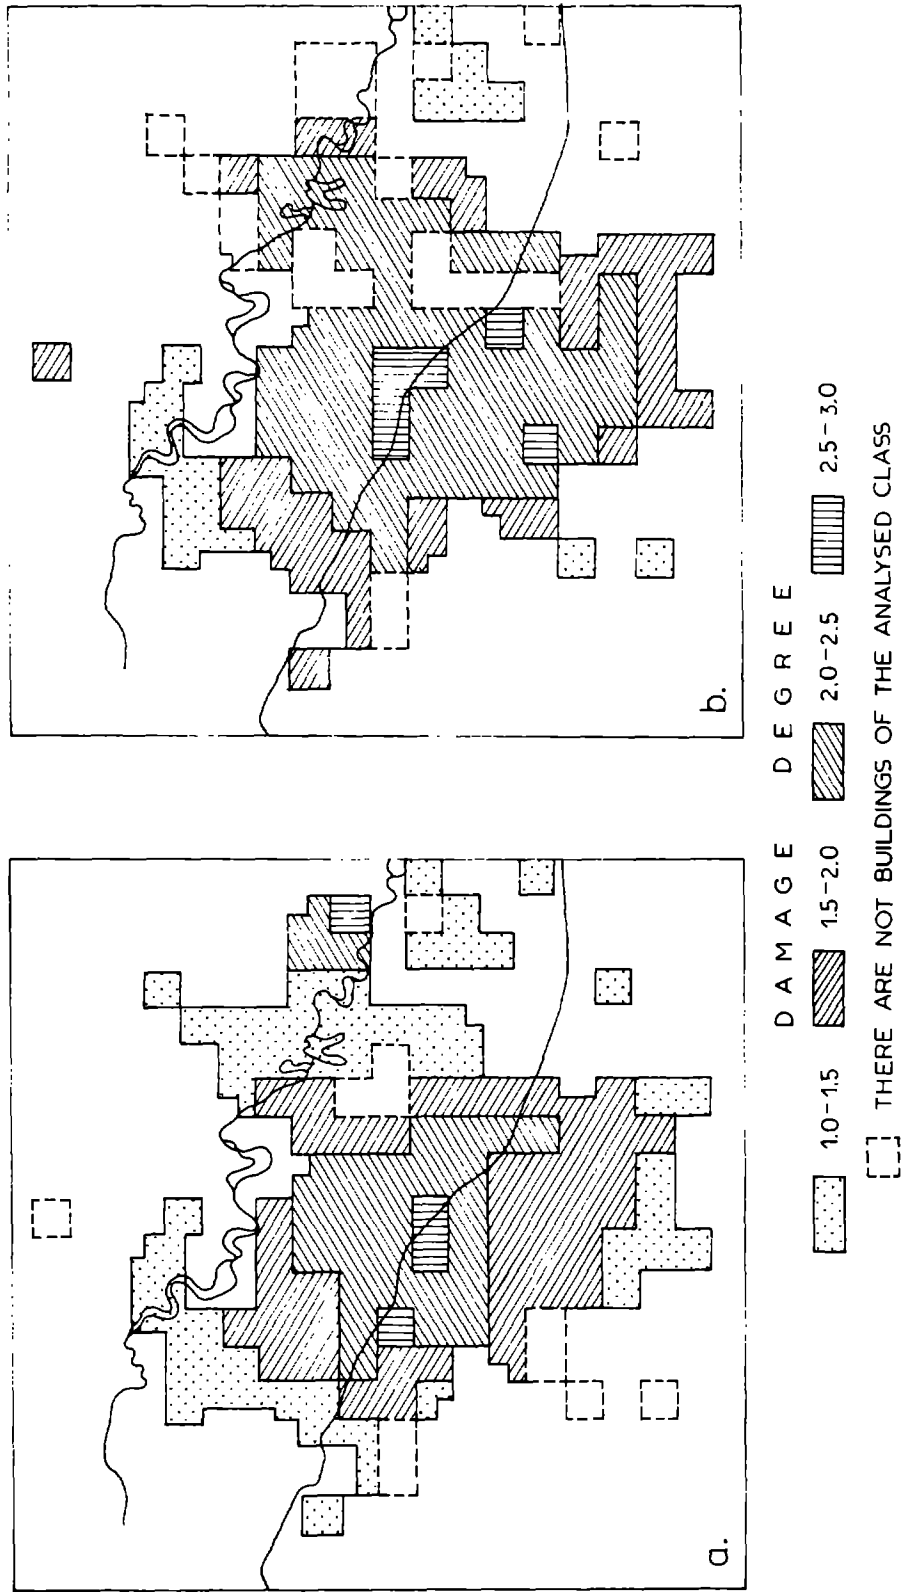 a.
b.
DAMAGE DEGREE
1.0-1.5 1.5-2.0 2.0-2.5 2.5-3.0
THERE ARE NOT BUILDINGS OF THE ANALYSED CLASS